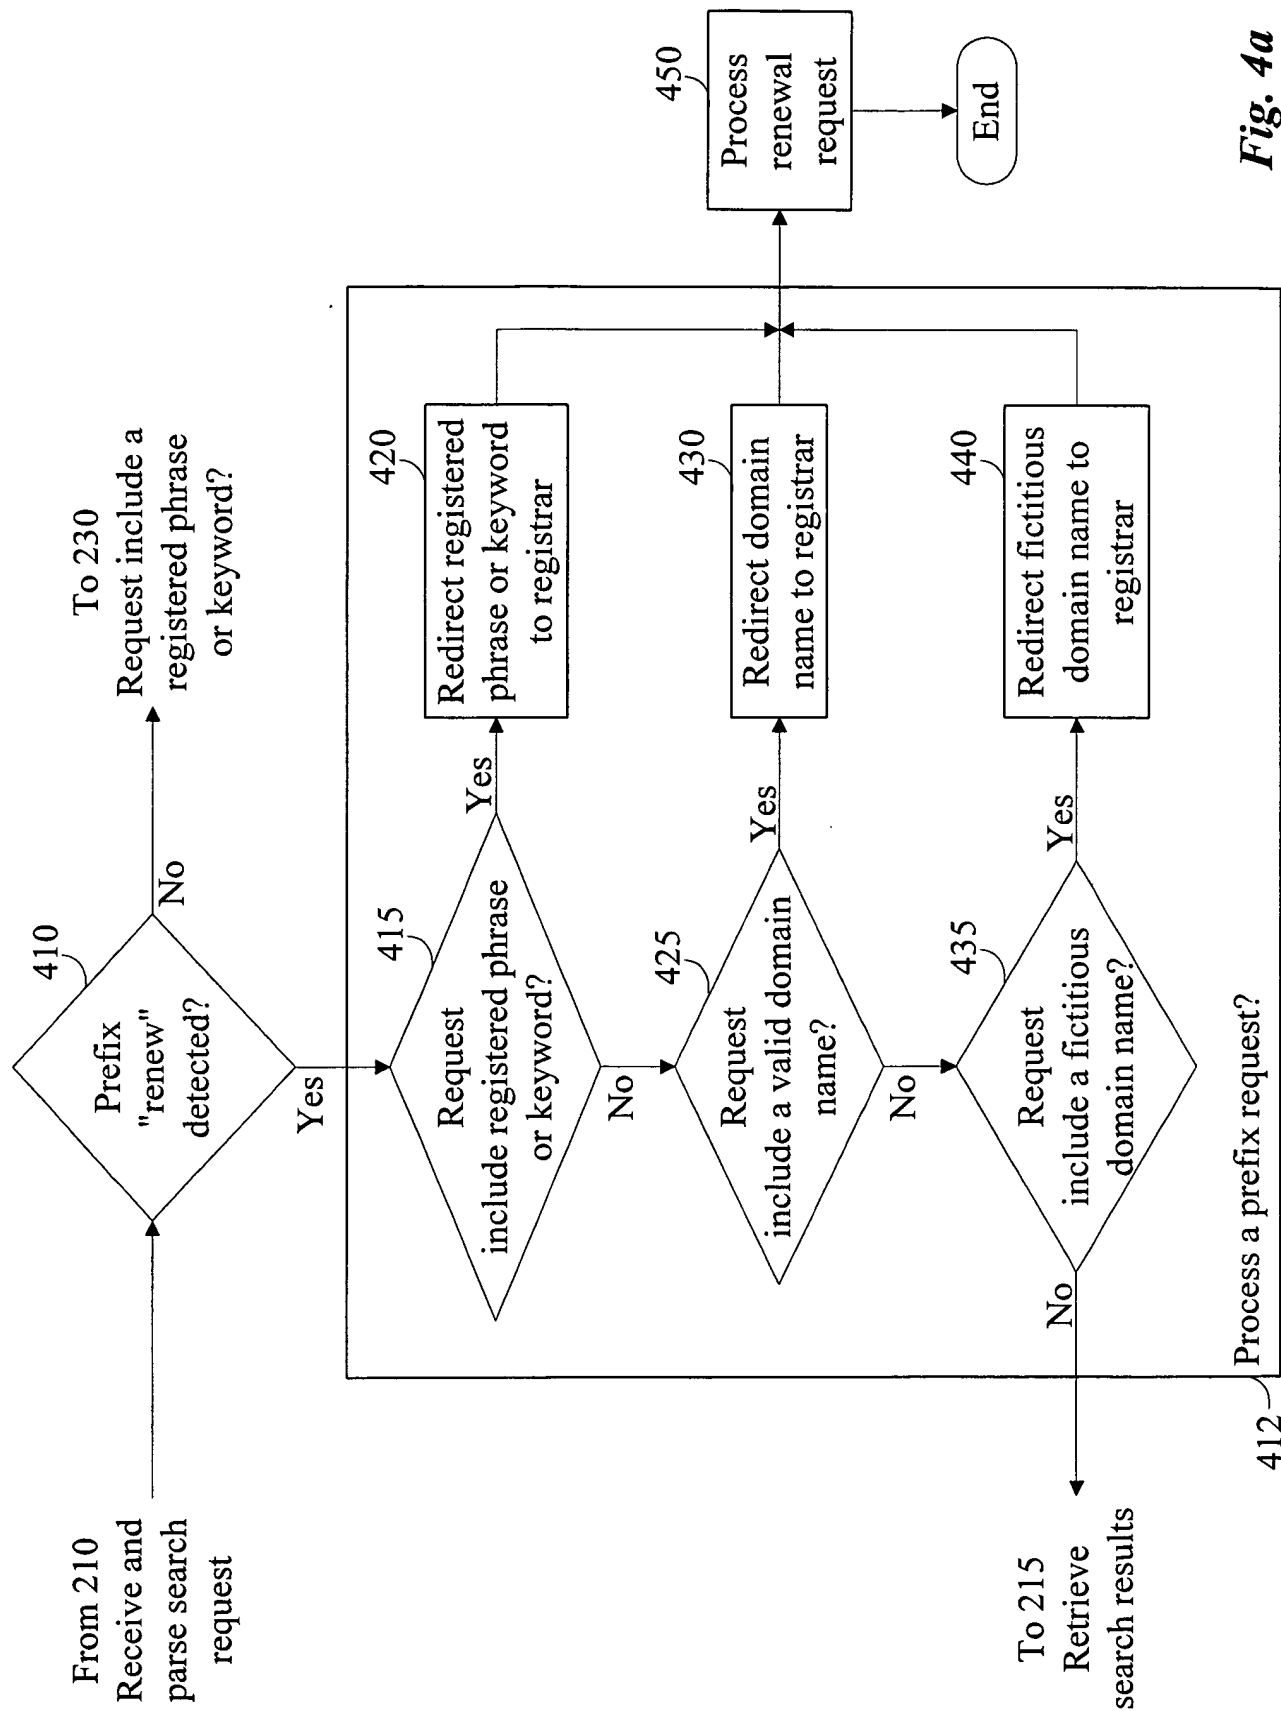 From 210
Receive and
parse search
request
410
Prefix
"renew"
detected?
No
Yes
To 230
Request include a
registered phrase
or keyword?
415
Request
include registered phrase
or keyword?
Yes
No
420
Redirect registered
phrase or keyword
to registrar
425
Request
include a valid domain
name?
Yes
No
430
Redirect domain
name to registrar
450
Process
renewal
request
End
435
Request
include a fictitious
domain name?
Yes
No
440
Redirect fictitious
domain name to
registrar
To 215
Retrieve
search results
412
Process a prefix request?
Fig. 4a